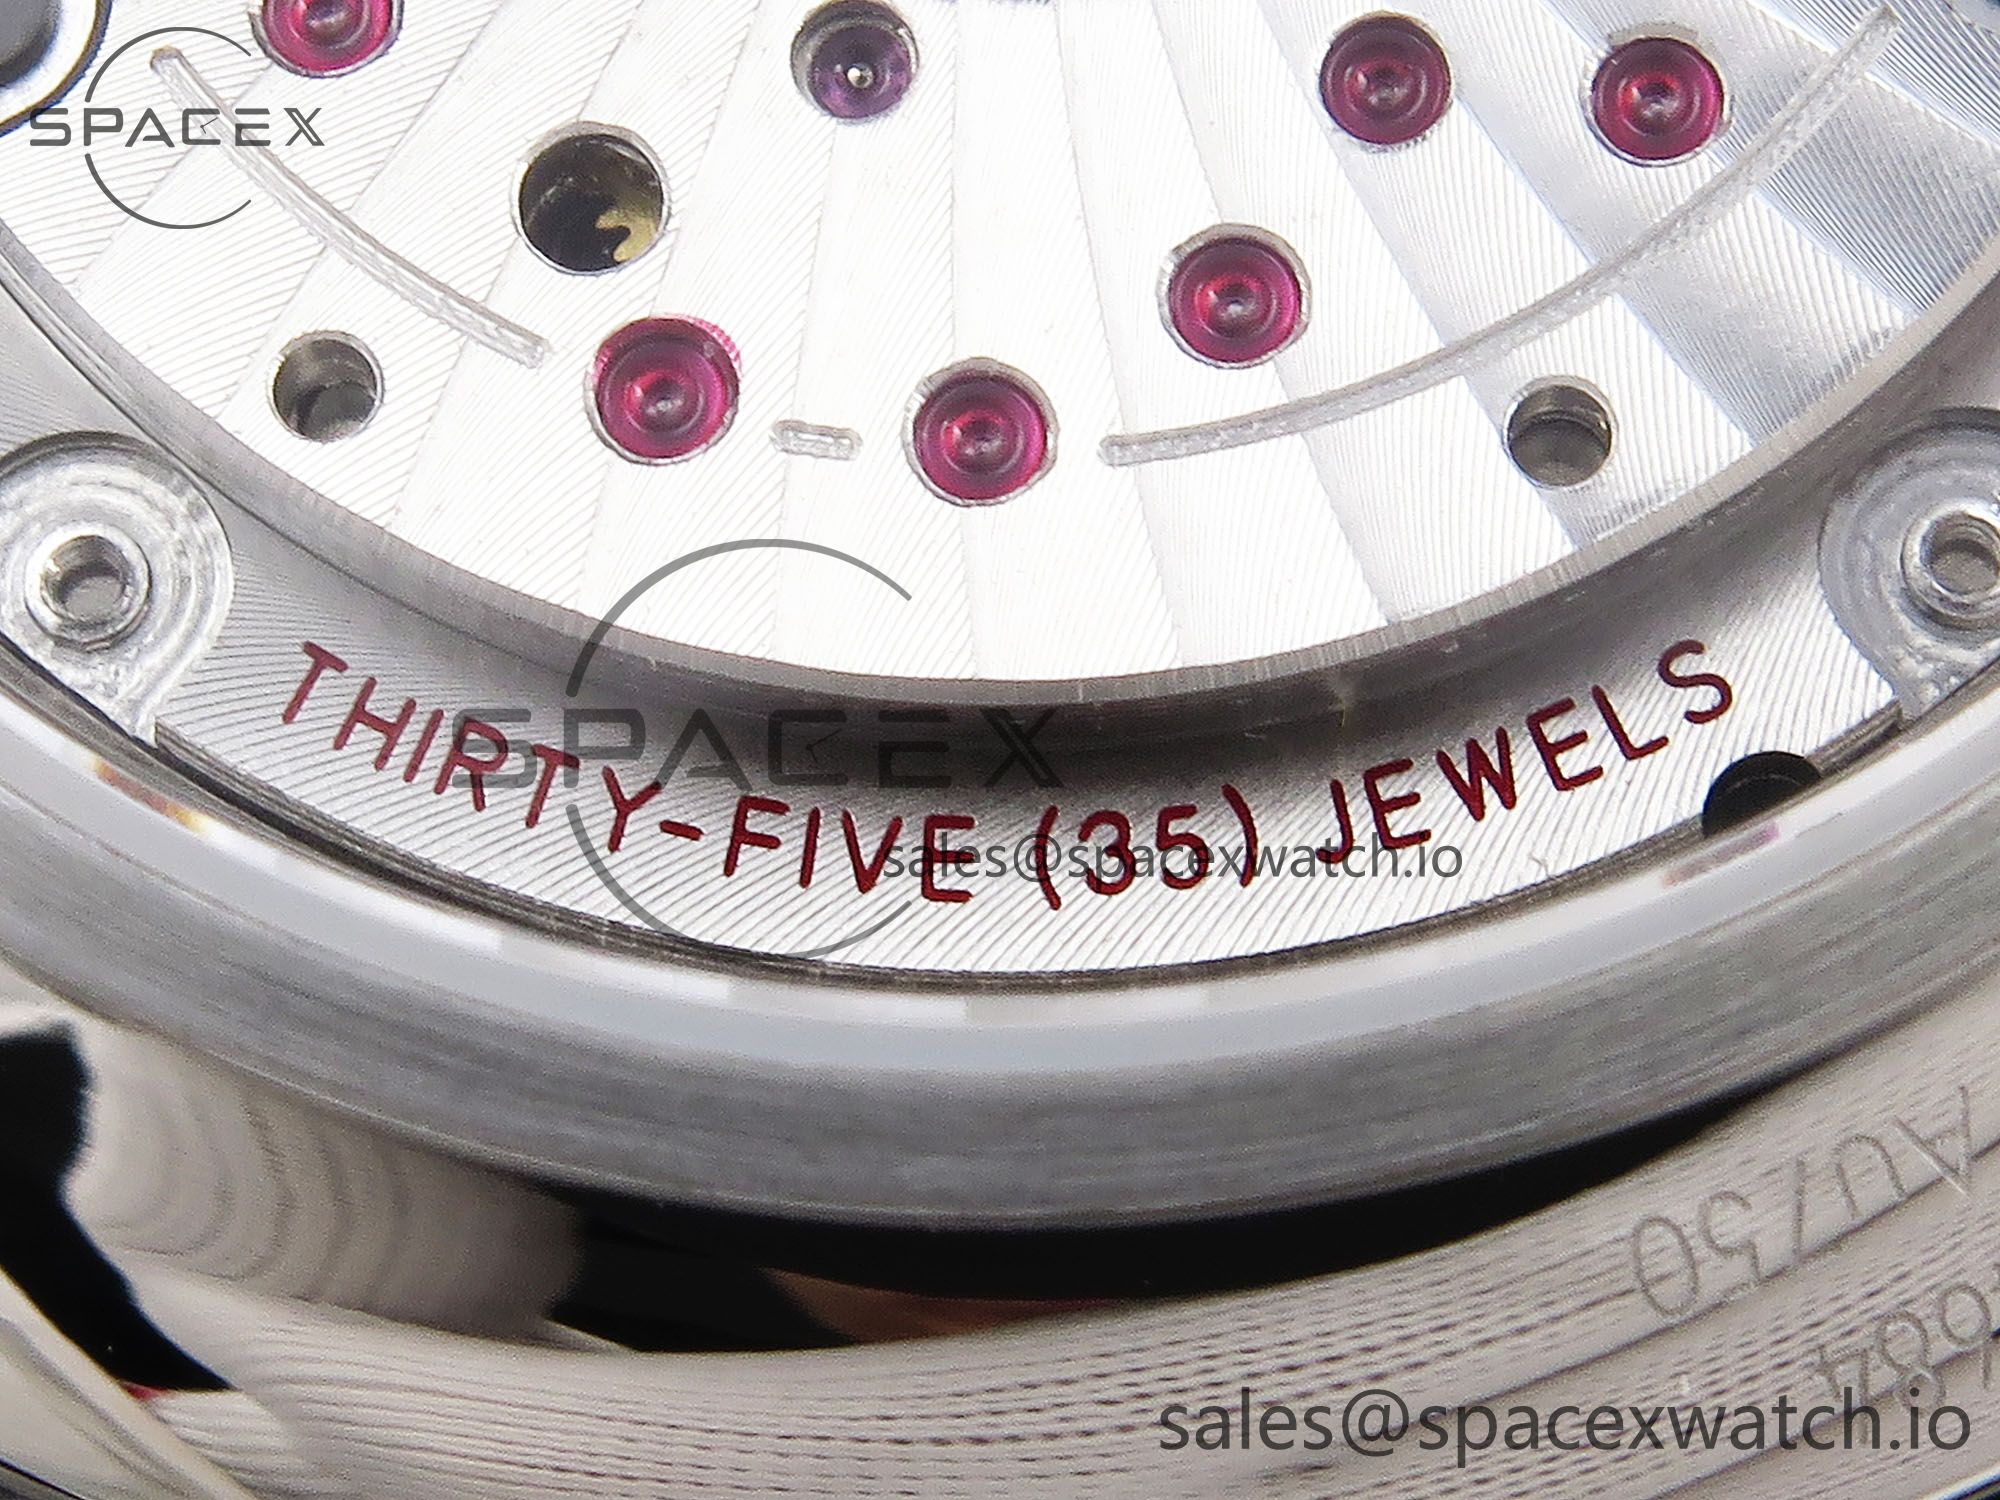 SPACEX
SPACEX
THIRTY-FIVE (35) JEWELS
sales@spacexwatch.io
AU750
sales@spacexwatch.io